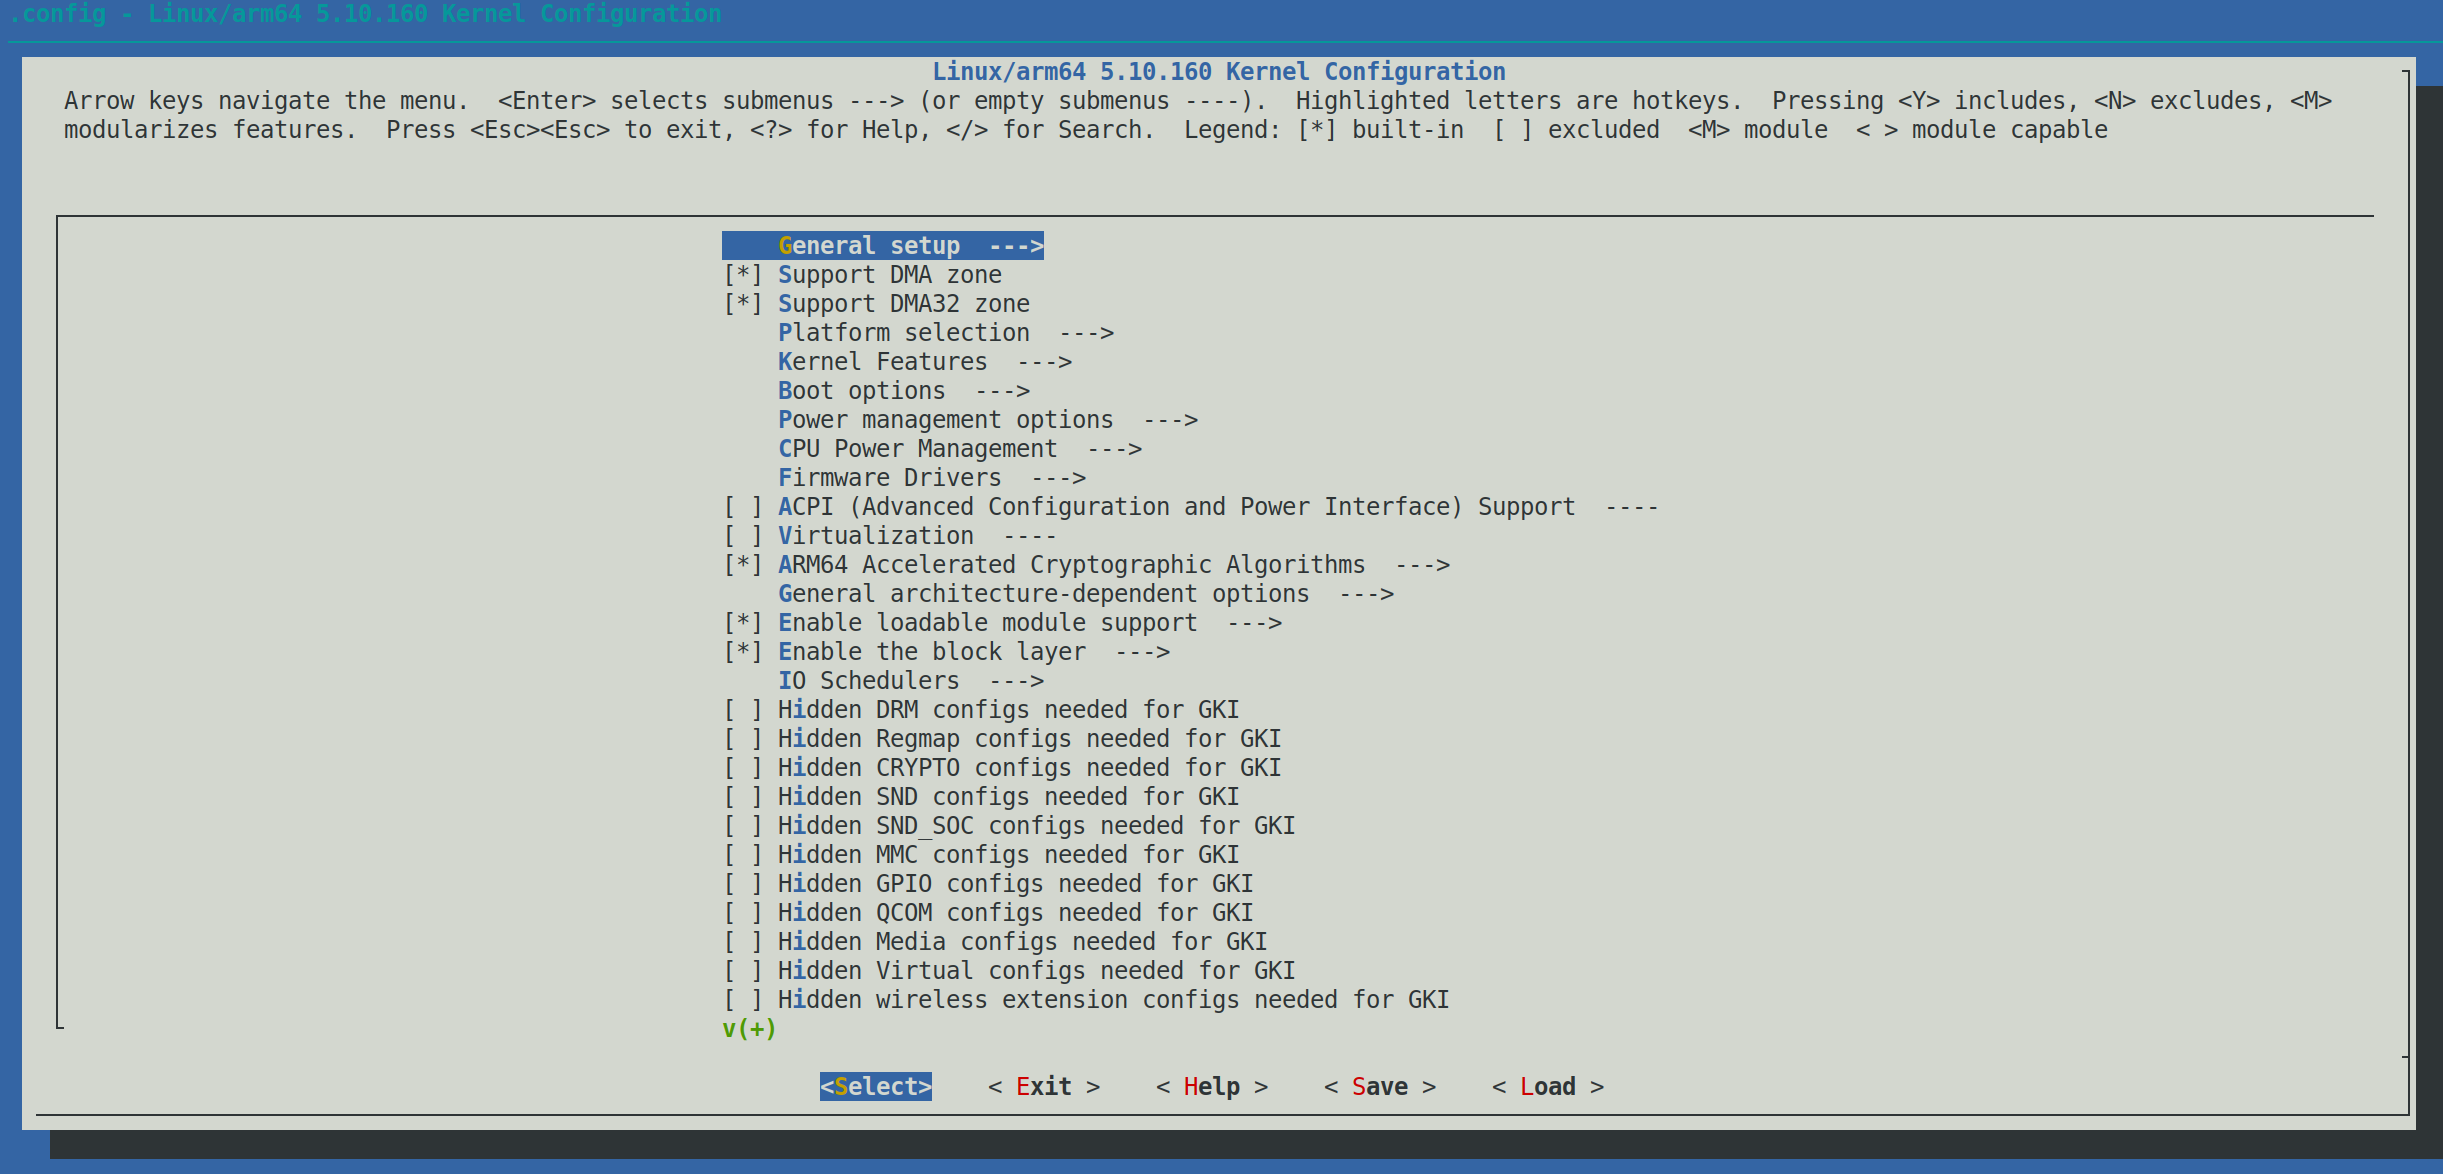 .config - Linux/arm64 5.10.160 Kernel Configuration
Linux/arm64 5.10.160 Kernel Configuration
Arrow keys navigate the menu.  <Enter> selects submenus ---> (or empty submenus ----).  Highlighted letters are hotkeys.  Pressing <Y> includes, <N> excludes, <M>
modularizes features.  Press <Esc><Esc> to exit, <?> for Help, </> for Search.  Legend: [*] built-in  [ ] excluded  <M> module  < > module capable
General setup  --->
[*] Support DMA zone
[*] Support DMA32 zone
Platform selection  --->
Kernel Features  --->
Boot options  --->
Power management options  --->
CPU Power Management  --->
Firmware Drivers  --->
[ ] ACPI (Advanced Configuration and Power Interface) Support  ----
[ ] Virtualization  ----
[*] ARM64 Accelerated Cryptographic Algorithms  --->
General architecture-dependent options  --->
[*] Enable loadable module support  --->
[*] Enable the block layer  --->
IO Schedulers  --->
[ ] Hidden DRM configs needed for GKI
[ ] Hidden Regmap configs needed for GKI
[ ] Hidden CRYPTO configs needed for GKI
[ ] Hidden SND configs needed for GKI
[ ] Hidden SND_SOC configs needed for GKI
[ ] Hidden MMC configs needed for GKI
[ ] Hidden GPIO configs needed for GKI
[ ] Hidden QCOM configs needed for GKI
[ ] Hidden Media configs needed for GKI
[ ] Hidden Virtual configs needed for GKI
[ ] Hidden wireless extension configs needed for GKI
v(+)
<Select>    < Exit >    < Help >    < Save >    < Load >